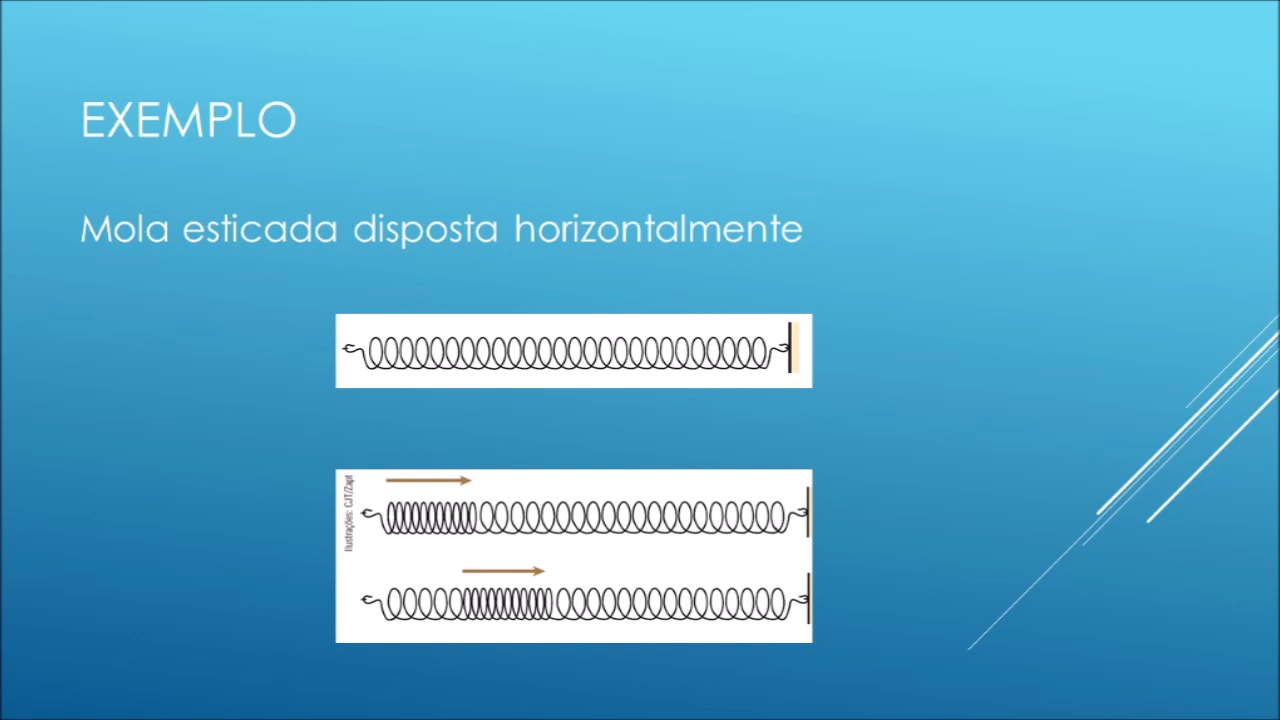 EXEMPLO
Mola esticada disposta horizontalmente
Ilustrações: CJT/Zapt